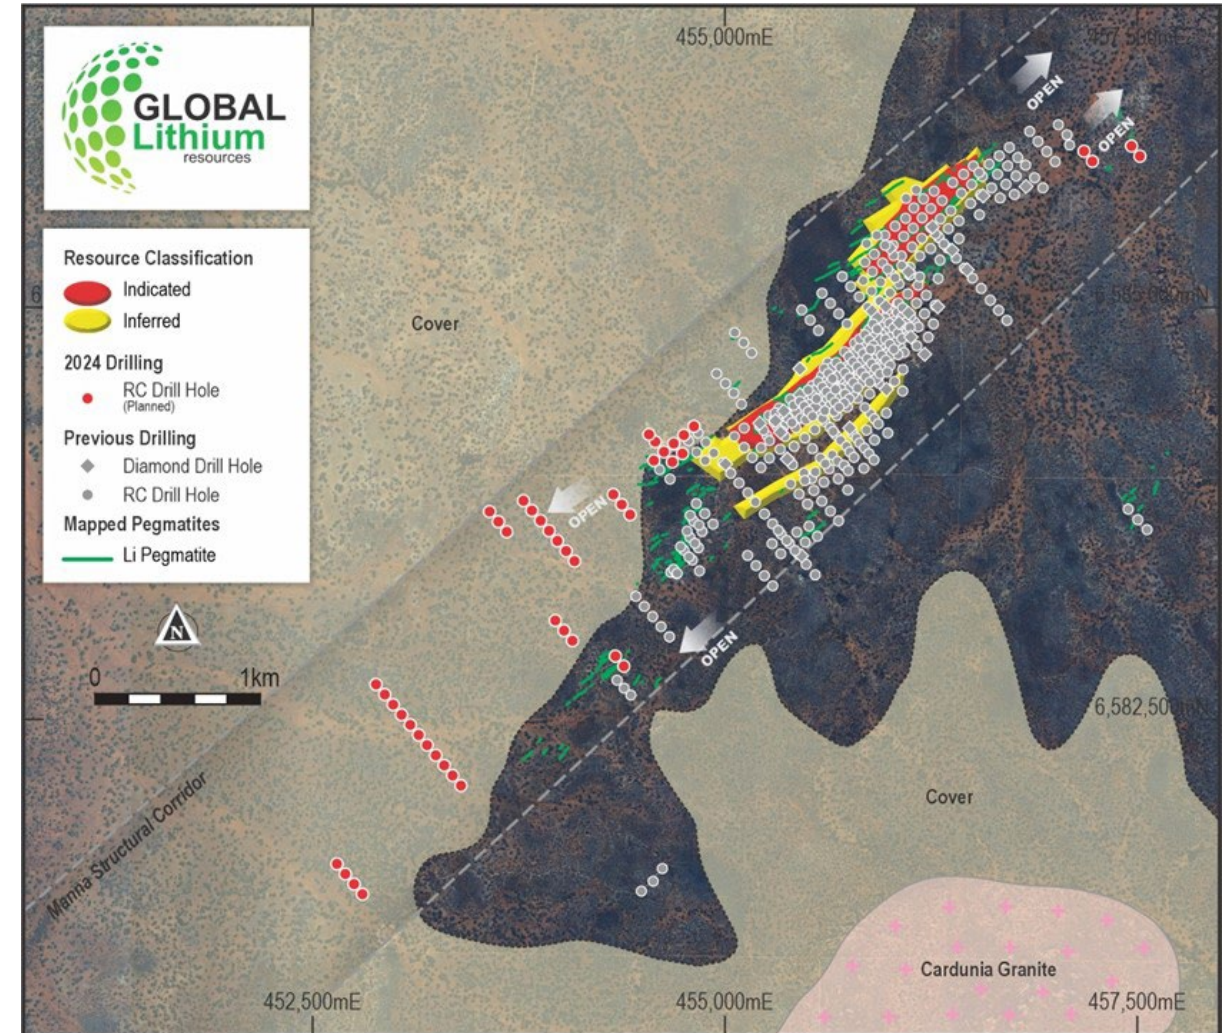 455,000mE
457,500mE
GLOBAL
Lithium
resources
OPEN
OPEN
Resource Classification
Indicated
Inferred
Cover
2024 Drilling
RC Drill Hole
(Planned)
Previous Drilling
Diamond Drill Hole
RC Drill Hole
Mapped Pegmatites
Li Pegmatite
OPEN
N
OPEN
0 1km
6,582,500mN
Manna Structural Corridor
Cover
Cardunia Granite
452,500mE
455,000mE
457,500mE